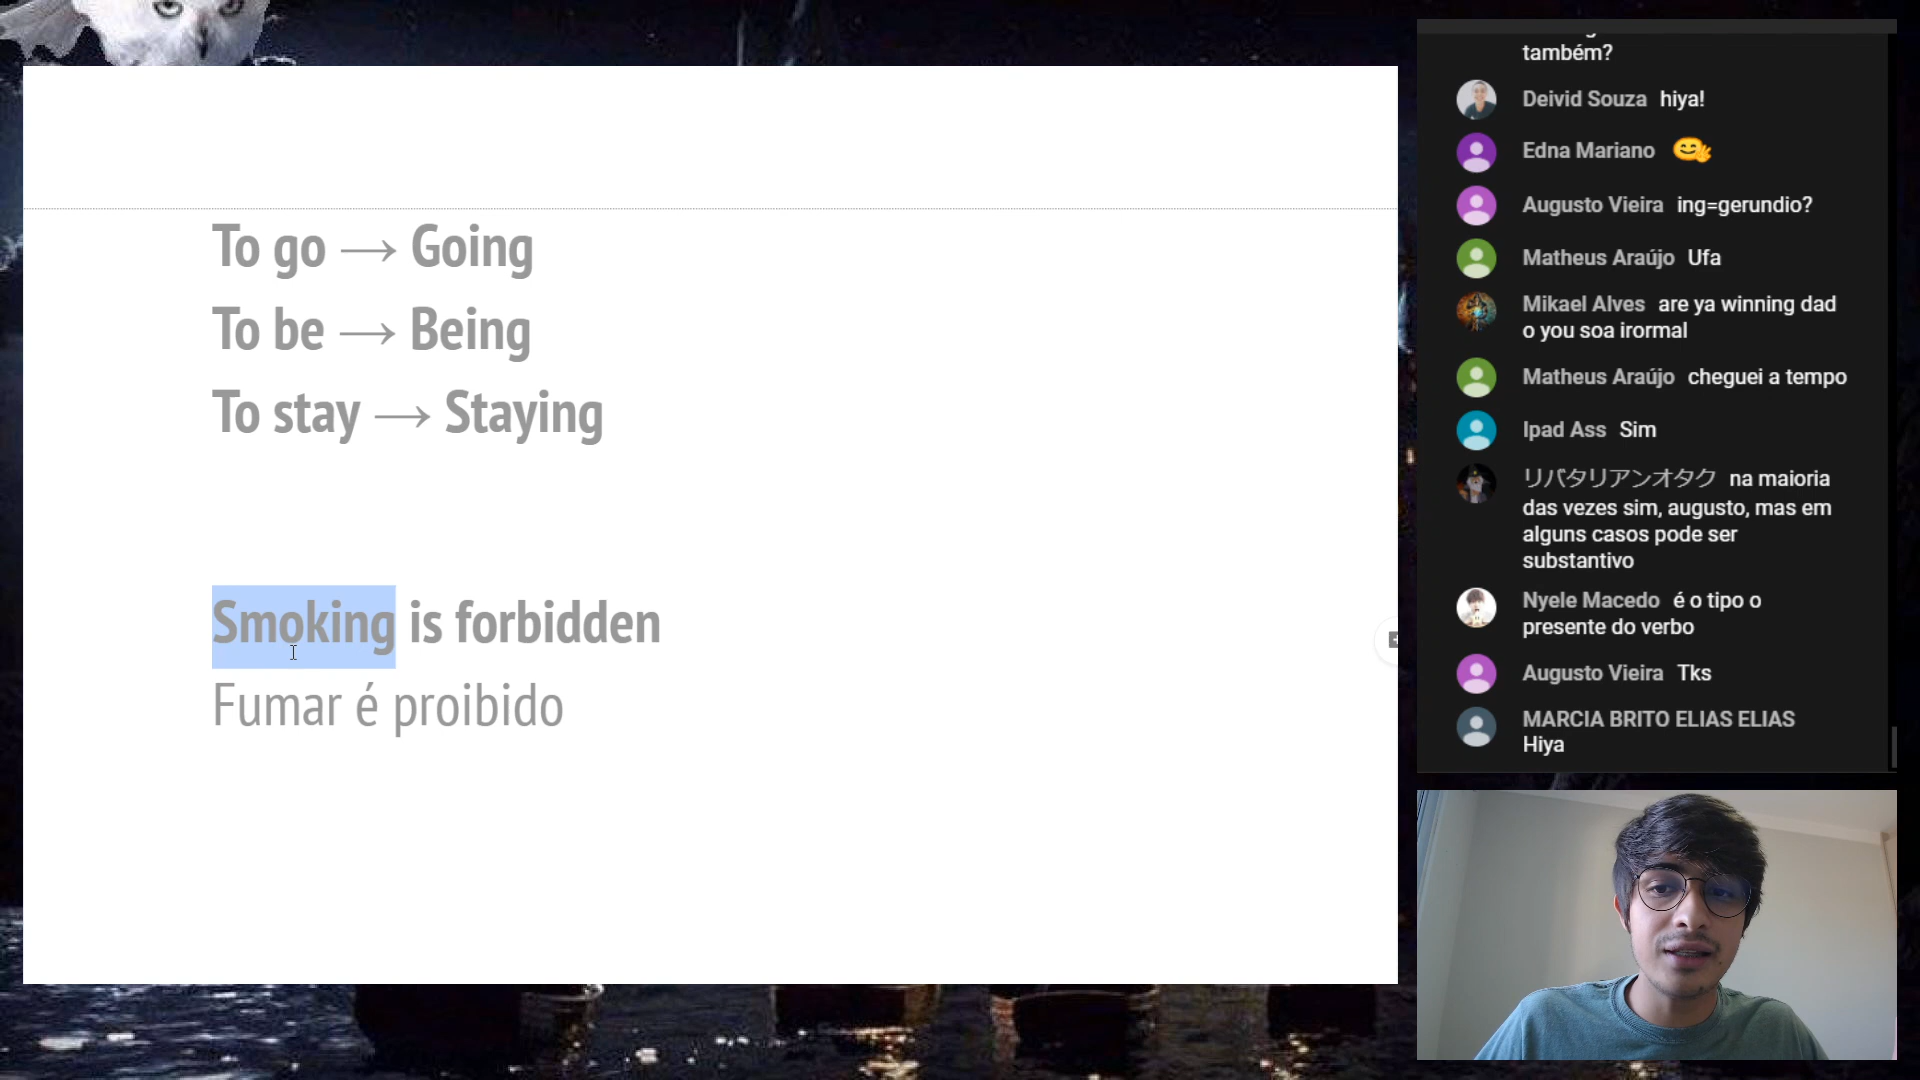 To go → Going
To be → Being
To stay → Staying
Smoking is forbidden
Fumar é proibido
também?
Deivid Souza hiya!
Edna Mariano 😊👋
Augusto Vieira ing=gerundio?
Matheus Araújo Ufa
Mikael Alves are ya winning dad
o you soa irormal
Matheus Araújo cheguei a tempo
Ipad Ass Sim
リバタリアンオタク na maioria
das vezes sim, augusto, mas em
alguns casos pode ser
substantivo
Nyele Macedo é o tipo o
presente do verbo
Augusto Vieira Tks
MARCIA BRITO ELIAS ELIAS
Hiya